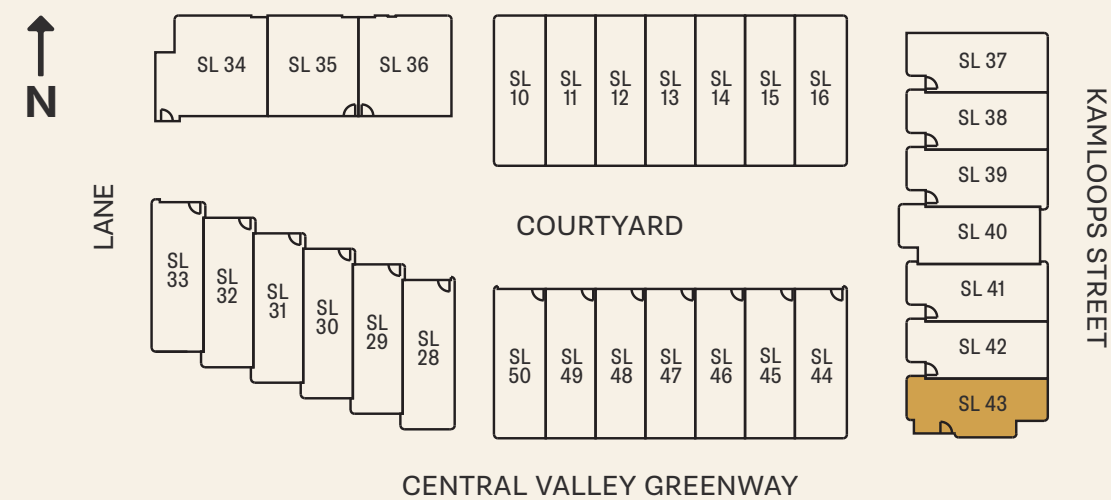 N
SL 34
SL 35
SL 36
SL
10
SL
11
SL
12
SL
13
SL
14
SL
15
SL
16
SL 37
SL 38
SL 39
SL 40
SL 41
SL 42
SL 43
KAMLOOPS STREET
LANE
COURTYARD
SL
33
SL
32
SL
31
SL
30
SL
29
SL
28
SL
50
SL
49
SL
48
SL
47
SL
46
SL
45
SL
44
CENTRAL VALLEY GREENWAY